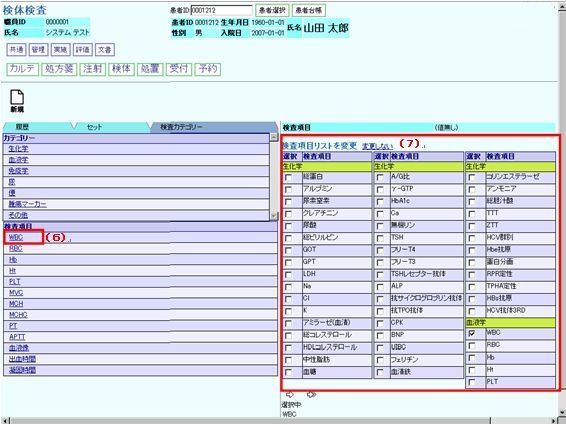 検体検査
患者ID 0001212 患者選択 患者台帳
職員ID 0000001
氏名 システム テスト
患者ID 0001212 生年月日 1960-01-01
性別 男 入院日 2007-01-01
氏名 山田 太郎
共通 管理 実施 評価 文書
カルテ 処方箋 注射 検体 処置 受付 予約
新規
履歴 セット 検査カテゴリー
カテゴリー
生化学
血液学
免疫学
尿
便
腫瘍マーカー
その他
検査項目
WBC (6)
RBC
Hb
Ht
PLT
MVC
MCH
MCHC
PT
APTT
血液像
出血時間
凝固時間
検査項目 (値無し)
検査項目リストを変更 変更しない (7)
選択 検査項目 選択 検査項目 選択 検査項目
生化学 生化学 生化学
総蛋白 A/G比 コリンエステラーゼ
アルブミン γ-GTP アンモニア
尿素窒素 HbA1c 総胆汁酸
クレアチニン Ca TTT
尿酸 無機リン ZTT
総ビリルビン TSH HCV群別
GOT フリーT4 Hbe抗原
GPT フリーT3 蛋白分画
LDH TSHレセプター抗体 RPR定性
Na ALP TPHA定性
Cl 抗サイクログロブリン抗体 HBs抗原
K 抗TPO抗体 HCV抗体3RD
アミラーゼ(血清) CPK 血液学
総コレステロール BNP WBC
HDLコレステロール UIBC RBC
中性脂肪 フェリチン Hb
血糖 血清鉄 Ht
PLT
選択中:
WBC